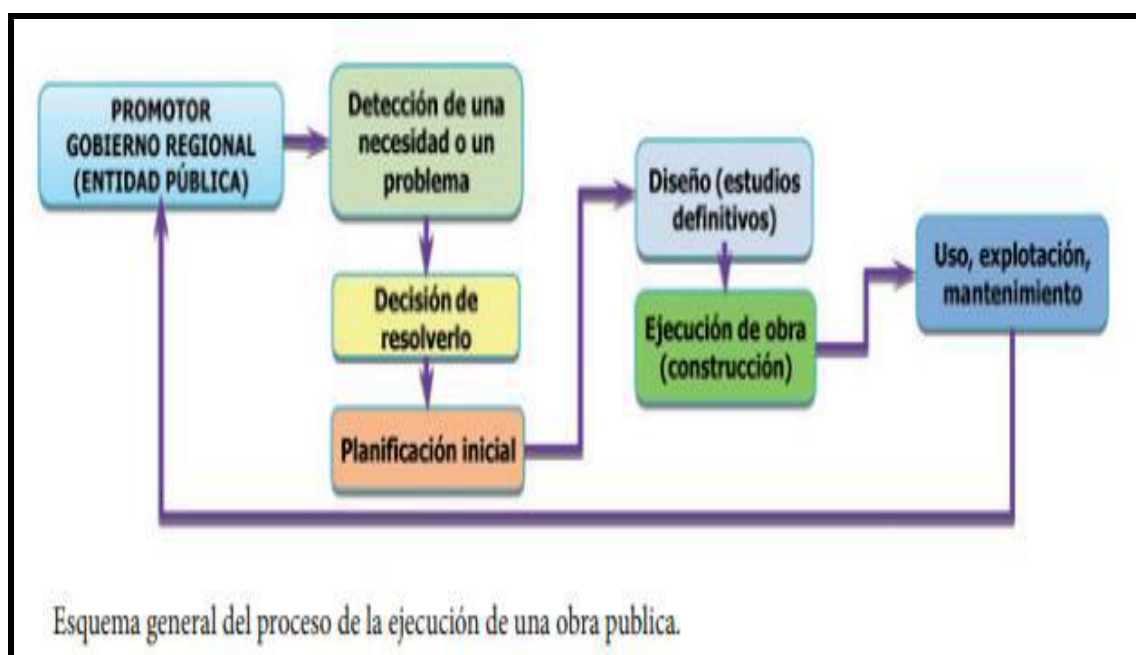 PROMOTOR
GOBIERNO REGIONAL
(ENTIDAD PÚBLICA)
Detección de una
necesidad o un
problema
Decisión de
resolverlo
Planificación inicial
Diseño (estudios
definitivos)
Ejecución de obra
(construcción)
Uso, explotación,
mantenimiento
Esquema general del proceso de la ejecución de una obra publica.